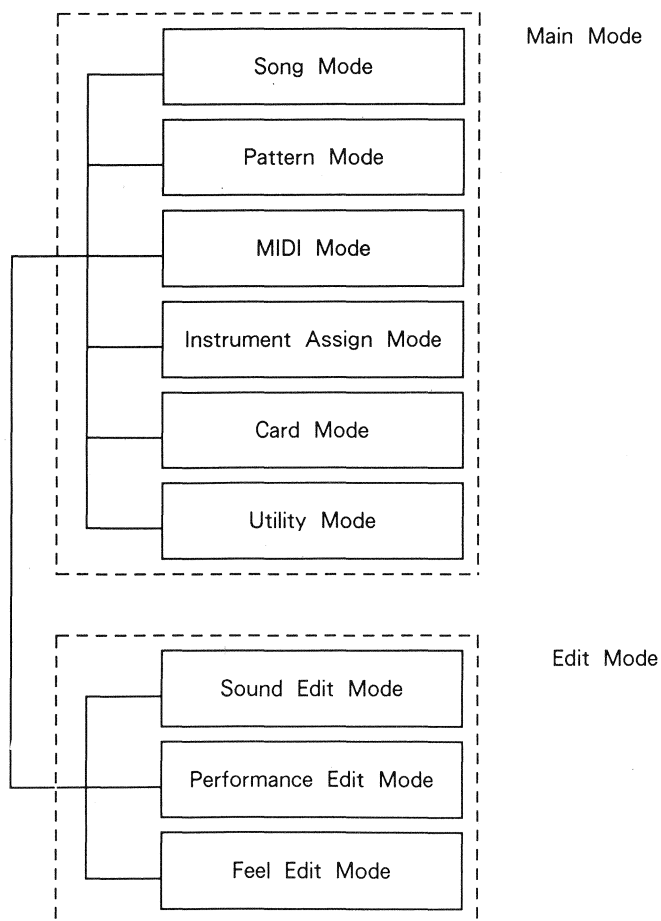 Main Mode
Song Mode
Pattern Mode
MIDI Mode
Instrument Assign Mode
Card Mode
Utility Mode
Edit Mode
Sound Edit Mode
Performance Edit Mode
Feel Edit Mode